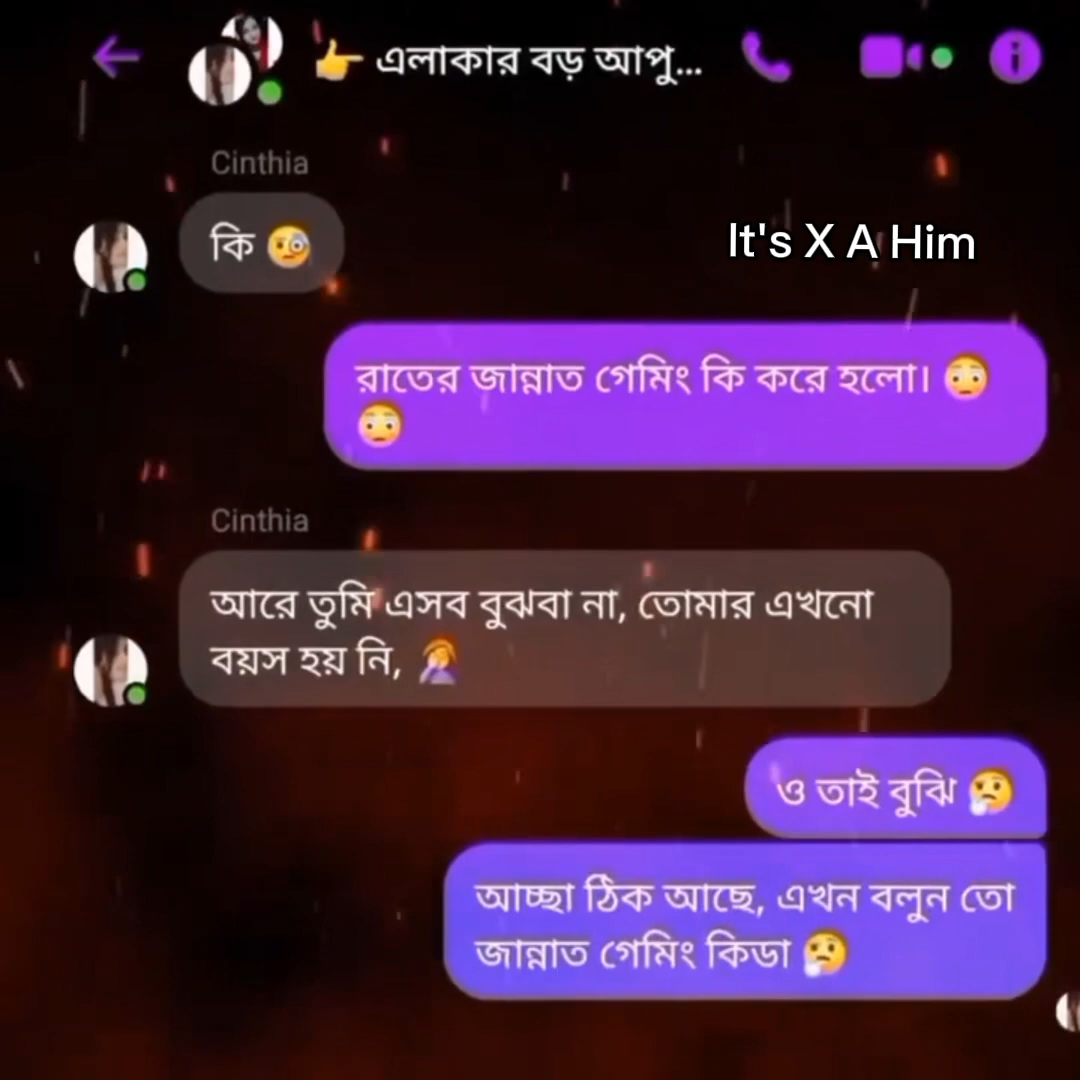 👉 এলাকার বড় আপু...
Cinthia
কি 🧐
It's X A Him
রাতের জান্নাত গেমিং কি করে হলো। 😳
😳
Cinthia
আরে তুমি এসব বুঝবা না, তোমার এখনো
বয়স হয় নি, 🤦‍♀️
ও তাই বুঝি 🤔
আচ্ছা ঠিক আছে, এখন বলুন তো
জান্নাত গেমিং কিডা 🤔